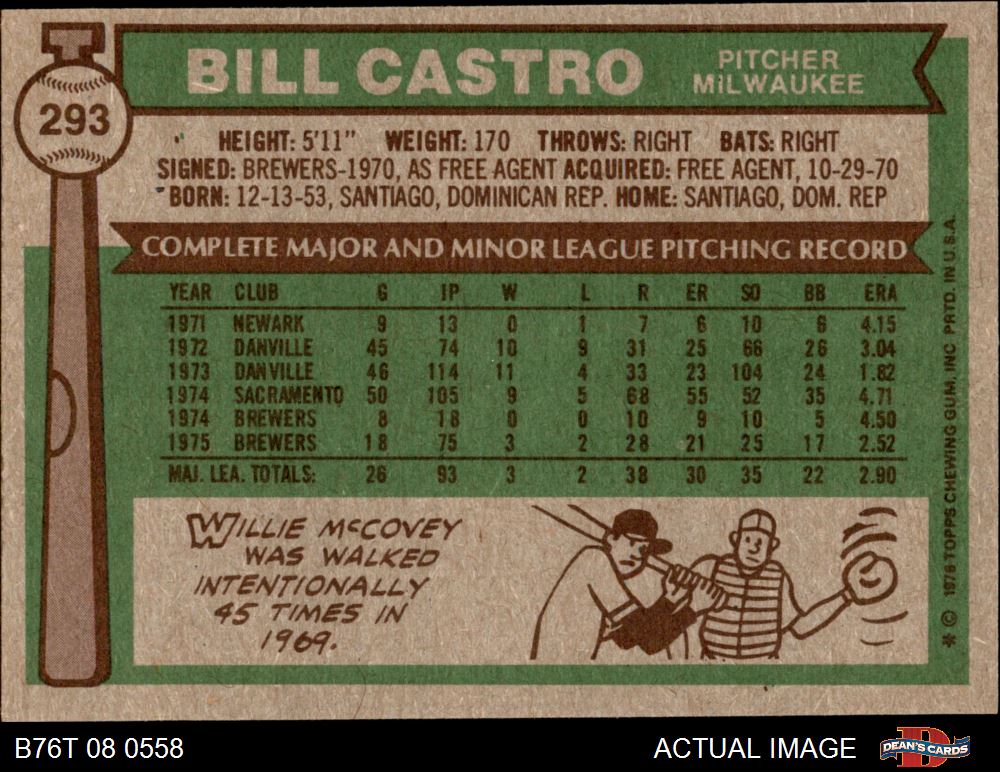 293
BILL CASTRO
PITCHER
MILWAUKEE
HEIGHT: 5'11" WEIGHT: 170 THROWS: RIGHT BATS: RIGHT
SIGNED: BREWERS-1970, AS FREE AGENT ACQUIRED: FREE AGENT, 10-29-70
BORN: 12-13-53, SANTIAGO, DOMINICAN REP. HOME: SANTIAGO, DOM. REP
COMPLETE MAJOR AND MINOR LEAGUE PITCHING RECORD
YEAR CLUB G IP W L R ER SO BB ERA
1971 NEWARK 9 13 0 1 7 6 10 6 4.15
1972 DANVILLE 45 74 10 9 31 25 66 26 3.04
1973 DANVILLE 46 114 11 4 33 23 104 24 1.82
1974 SACRAMENTO 50 105 9 5 68 55 52 35 4.71
1974 BREWERS 8 18 0 0 10 9 10 5 4.50
1975 BREWERS 18 75 3 2 28 21 25 17 2.52
MAJ. LEA. TOTALS: 26 93 3 2 38 30 35 22 2.90
WILLIE McCOVEY
WAS WALKED
INTENTIONALLY
45 TIMES IN
1969.
* © 1976 TOPPS CHEWING GUM, INC PRTD. IN U.S.A.
B76T 08 0558
ACTUAL IMAGE
D
DEAN'S CARDS